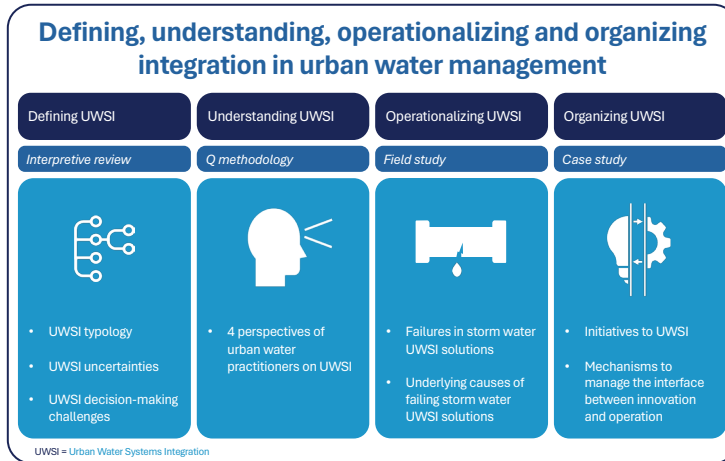 Defining, understanding, operationalizing and organizing
integration in urban water management
Defining UWSI
Interpretive review
• UWSI typology
• UWSI uncertainties
• UWSI decision-making
challenges
Understanding UWSI
Q methodology
• 4 perspectives of
urban water
practitioners on UWSI
Operationalizing UWSI
Field study
• Failures in storm water
UWSI solutions
• Underlying causes of
failing storm water
UWSI solutions
Organizing UWSI
Case study
• Initiatives to UWSI
• Mechanisms to
manage the interface
between innovation
and operation
UWSI = Urban Water Systems Integration